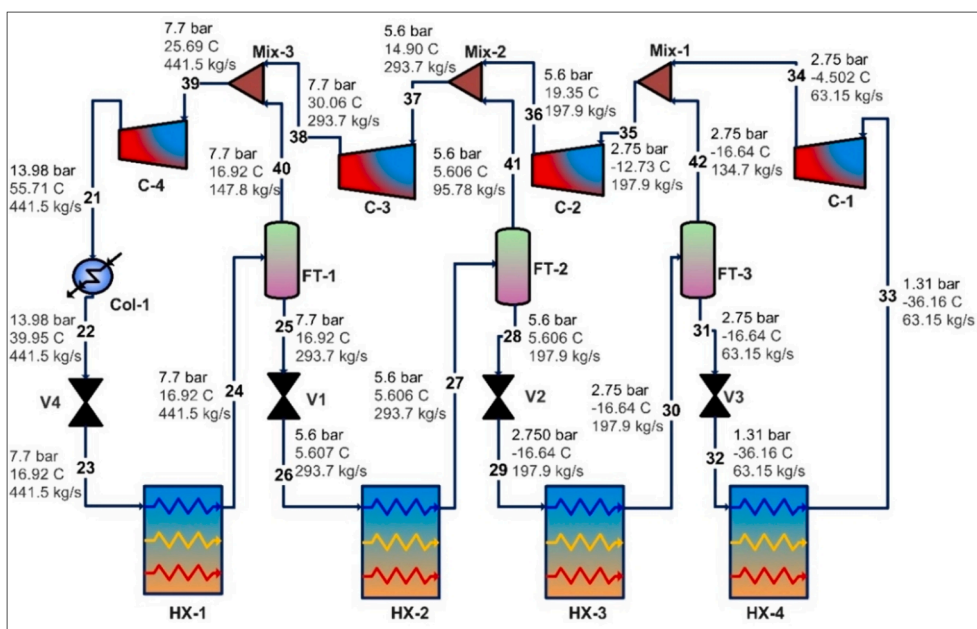 7.7 bar
25.69 C
441.5 kg/s
Mix-3
39
7.7 bar
30.06 C
293.7 kg/s
38
5.6 bar
14.90 C
293.7 kg/s
Mix-2
37
5.6 bar
19.35 C
197.9 kg/s
36
Mix-1
35
2.75 bar
-4.502 C
63.15 kg/s
34
C-4
13.98 bar
55.71 C
441.5 kg/s
21
7.7 bar
16.92 C
147.8 kg/s
40
C-3
5.6 bar
5.606 C
95.78 kg/s
41
C-2
2.75 bar
-12.73 C
197.9 kg/s
42
2.75 bar
-16.64 C
134.7 kg/s
C-1
Col-1
FT-1
FT-2
FT-3
33
1.31 bar
-36.16 C
63.15 kg/s
13.98 bar
39.95 C
441.5 kg/s
22
25
7.7 bar
16.92 C
293.7 kg/s
28
5.6 bar
5.606 C
197.9 kg/s
31
2.75 bar
-16.64 C
63.15 kg/s
V4
7.7 bar
16.92 C
441.5 kg/s
24
V1
5.6 bar
5.606 C
293.7 kg/s
27
V2
2.75 bar
-16.64 C
197.9 kg/s
30
V3
7.7 bar
16.92 C
441.5 kg/s
23
5.6 bar
5.607 C
293.7 kg/s
26
2.750 bar
-16.64 C
197.9 kg/s
29
1.31 bar
-36.16 C
63.15 kg/s
32
HX-1
HX-2
HX-3
HX-4